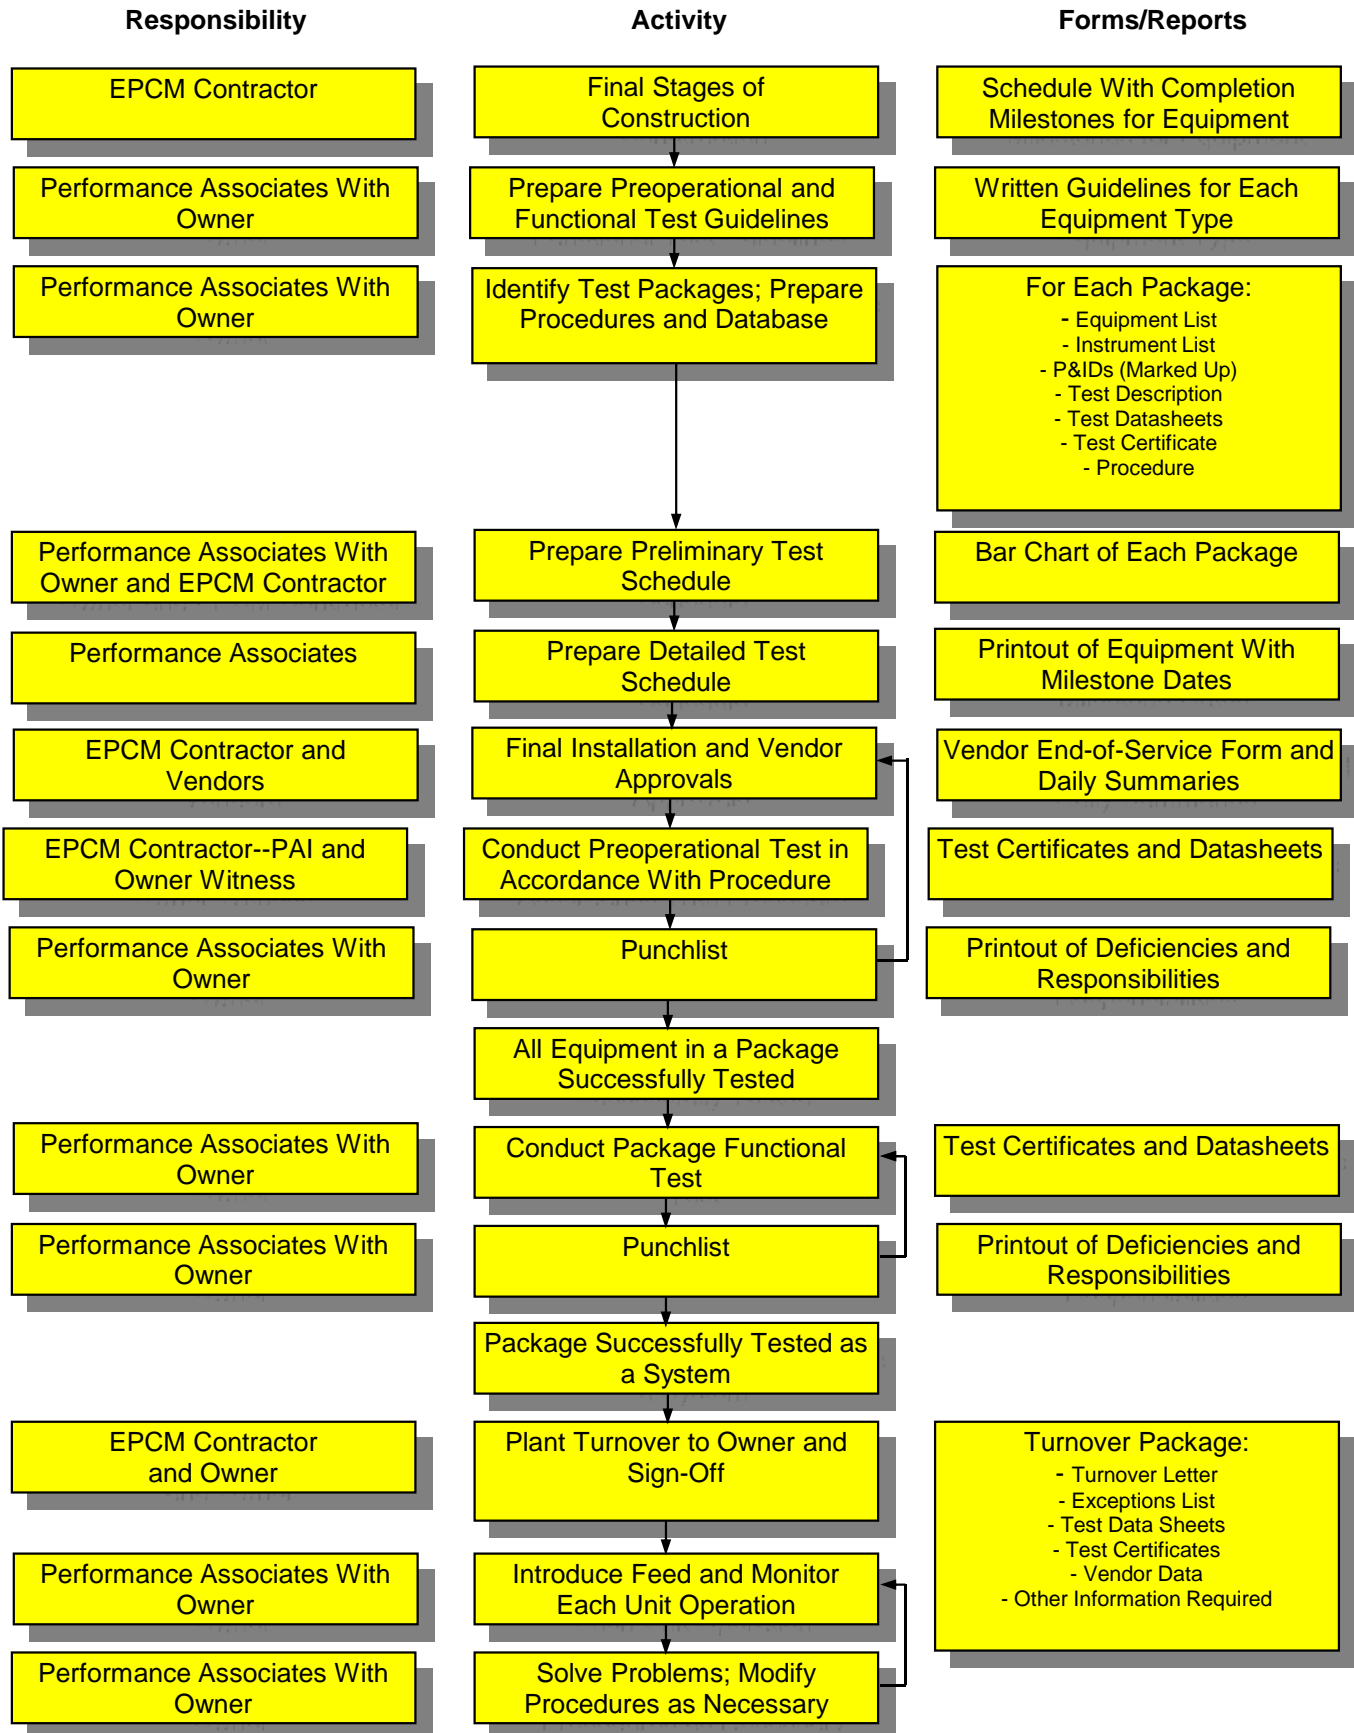 Responsibility
Activity
Forms/Reports
EPCM Contractor
Final Stages of
Construction
Schedule With Completion
Milestones for Equipment
Performance Associates With
Owner
Prepare Preoperational and
Functional Test Guidelines
Written Guidelines for Each
Equipment Type
Performance Associates With
Owner
Identify Test Packages; Prepare
Procedures and Database
For Each Package:
- Equipment List
- Instrument List
- P&IDs (Marked Up)
- Test Description
- Test Datasheets
- Test Certificate
- Procedure
Performance Associates With
Owner and EPCM Contractor
Prepare Preliminary Test
Schedule
Bar Chart of Each Package
Performance Associates
Prepare Detailed Test
Schedule
Printout of Equipment With
Milestone Dates
EPCM Contractor and
Vendors
Final Installation and Vendor
Approvals
Vendor End-of-Service Form and
Daily Summaries
EPCM Contractor--PAI and
Owner Witness
Conduct Preoperational Test in
Accordance With Procedure
Test Certificates and Datasheets
Performance Associates With
Owner
Punchlist
Printout of Deficiencies and
Responsibilities
All Equipment in a Package
Successfully Tested
Performance Associates With
Owner
Conduct Package Functional
Test
Test Certificates and Datasheets
Performance Associates With
Owner
Punchlist
Printout of Deficiencies and
Responsibilities
Package Successfully Tested as
a System
EPCM Contractor
and Owner
Plant Turnover to Owner and
Sign-Off
Turnover Package:
- Turnover Letter
- Exceptions List
- Test Data Sheets
- Test Certificates
- Vendor Data
- Other Information Required
Performance Associates With
Owner
Introduce Feed and Monitor
Each Unit Operation
Performance Associates With
Owner
Solve Problems; Modify
Procedures as Necessary